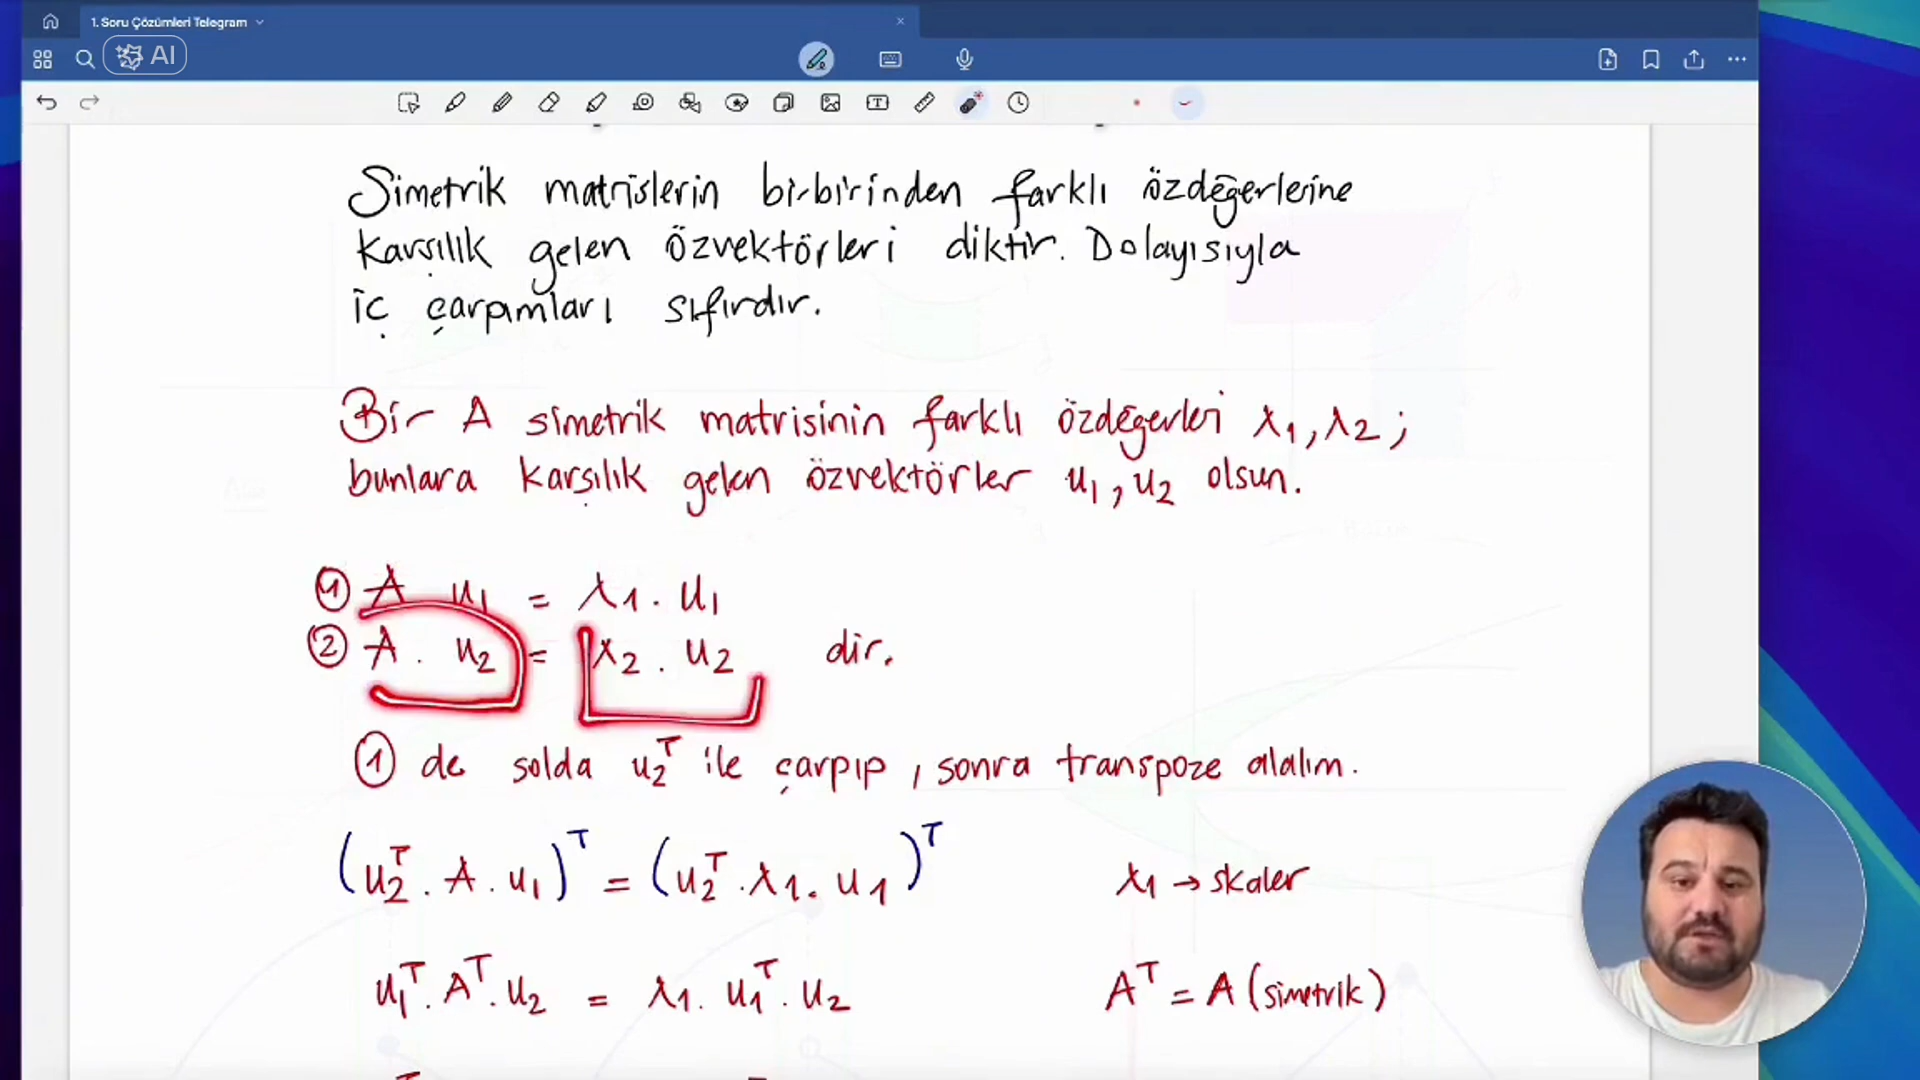 1. Soru Çözümleri Telegram
AI
Simetrik matrislerin birbirinden farklı özdeğerlerine
karşılık gelen özvektörleri diktir. Dolayısıyla
iç çarpımları sıfırdır.
Bir A simetrik matrisinin farklı özdeğerleri λ1, λ2 ;
bunlara karşılık gelen özvektörler u1, u2 olsun.
① A u1 = λ1 . u1
② A . u2 = λ2 . u2 dir.
① de solda u2^T ile çarpıp, sonra transpoze alalım.
(u2^T . A . u1)^T = (u2^T . λ1 . u1)^T λ1 → skaler
u1^T . A^T . u2 = λ1 . u1^T . u2 A^T = A (simetrik)